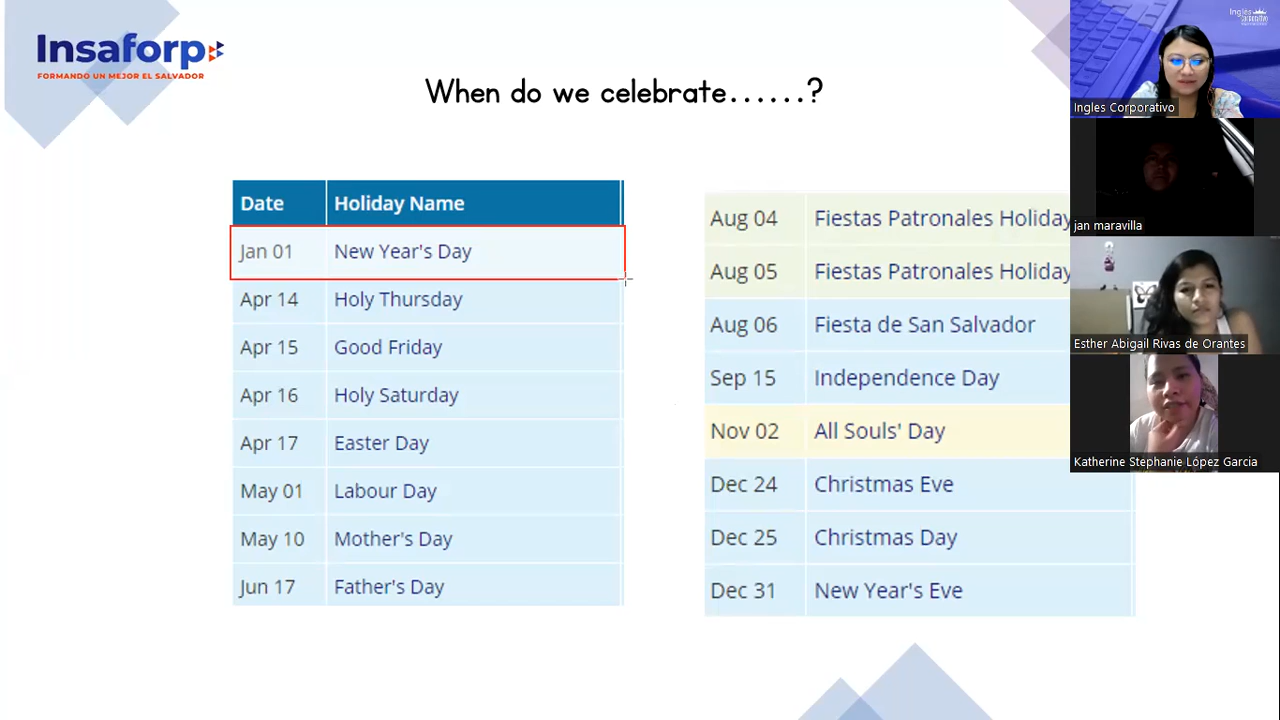 Insaforp
FORMANDO UN MEJOR EL SALVADOR
When do we celebrate......?
Date Holiday Name
Jan 01 New Year's Day
Apr 14 Holy Thursday
Apr 15 Good Friday
Apr 16 Holy Saturday
Apr 17 Easter Day
May 01 Labour Day
May 10 Mother's Day
Jun 17 Father's Day
Aug 04 Fiestas Patronales Holiday
Aug 05 Fiestas Patronales Holiday
Aug 06 Fiesta de San Salvador
Sep 15 Independence Day
Nov 02 All Souls' Day
Dec 24 Christmas Eve
Dec 25 Christmas Day
Dec 31 New Year's Eve
Inglés
Ingles Corporativo
jan maravilla
Esther Abigail Rivas de Orantes
Katherine Stephanie López Garcia